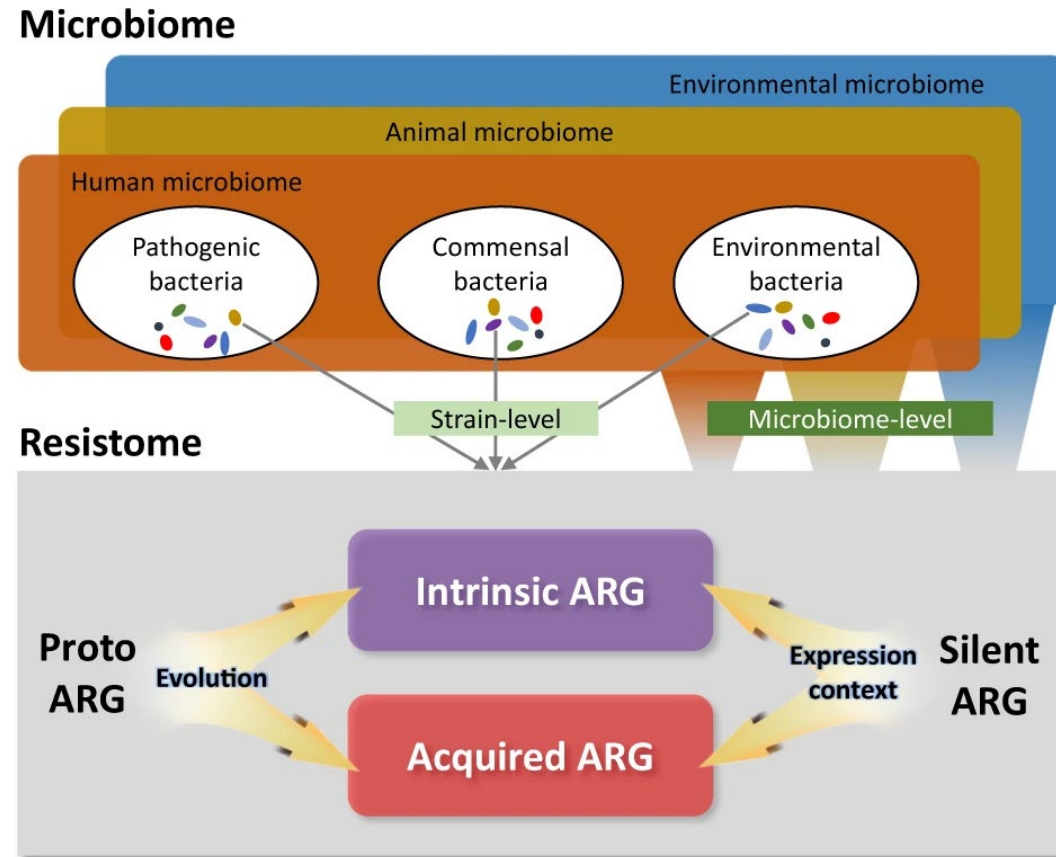 Microbiome
Environmental microbiome
Animal microbiome
Human microbiome
Pathogenic
bacteria
Commensal
bacteria
Environmental
bacteria
Strain-level
Microbiome-level
Resistome
Intrinsic ARG
Proto
ARG
Evolution
Expression
context
Silent
ARG
Acquired ARG